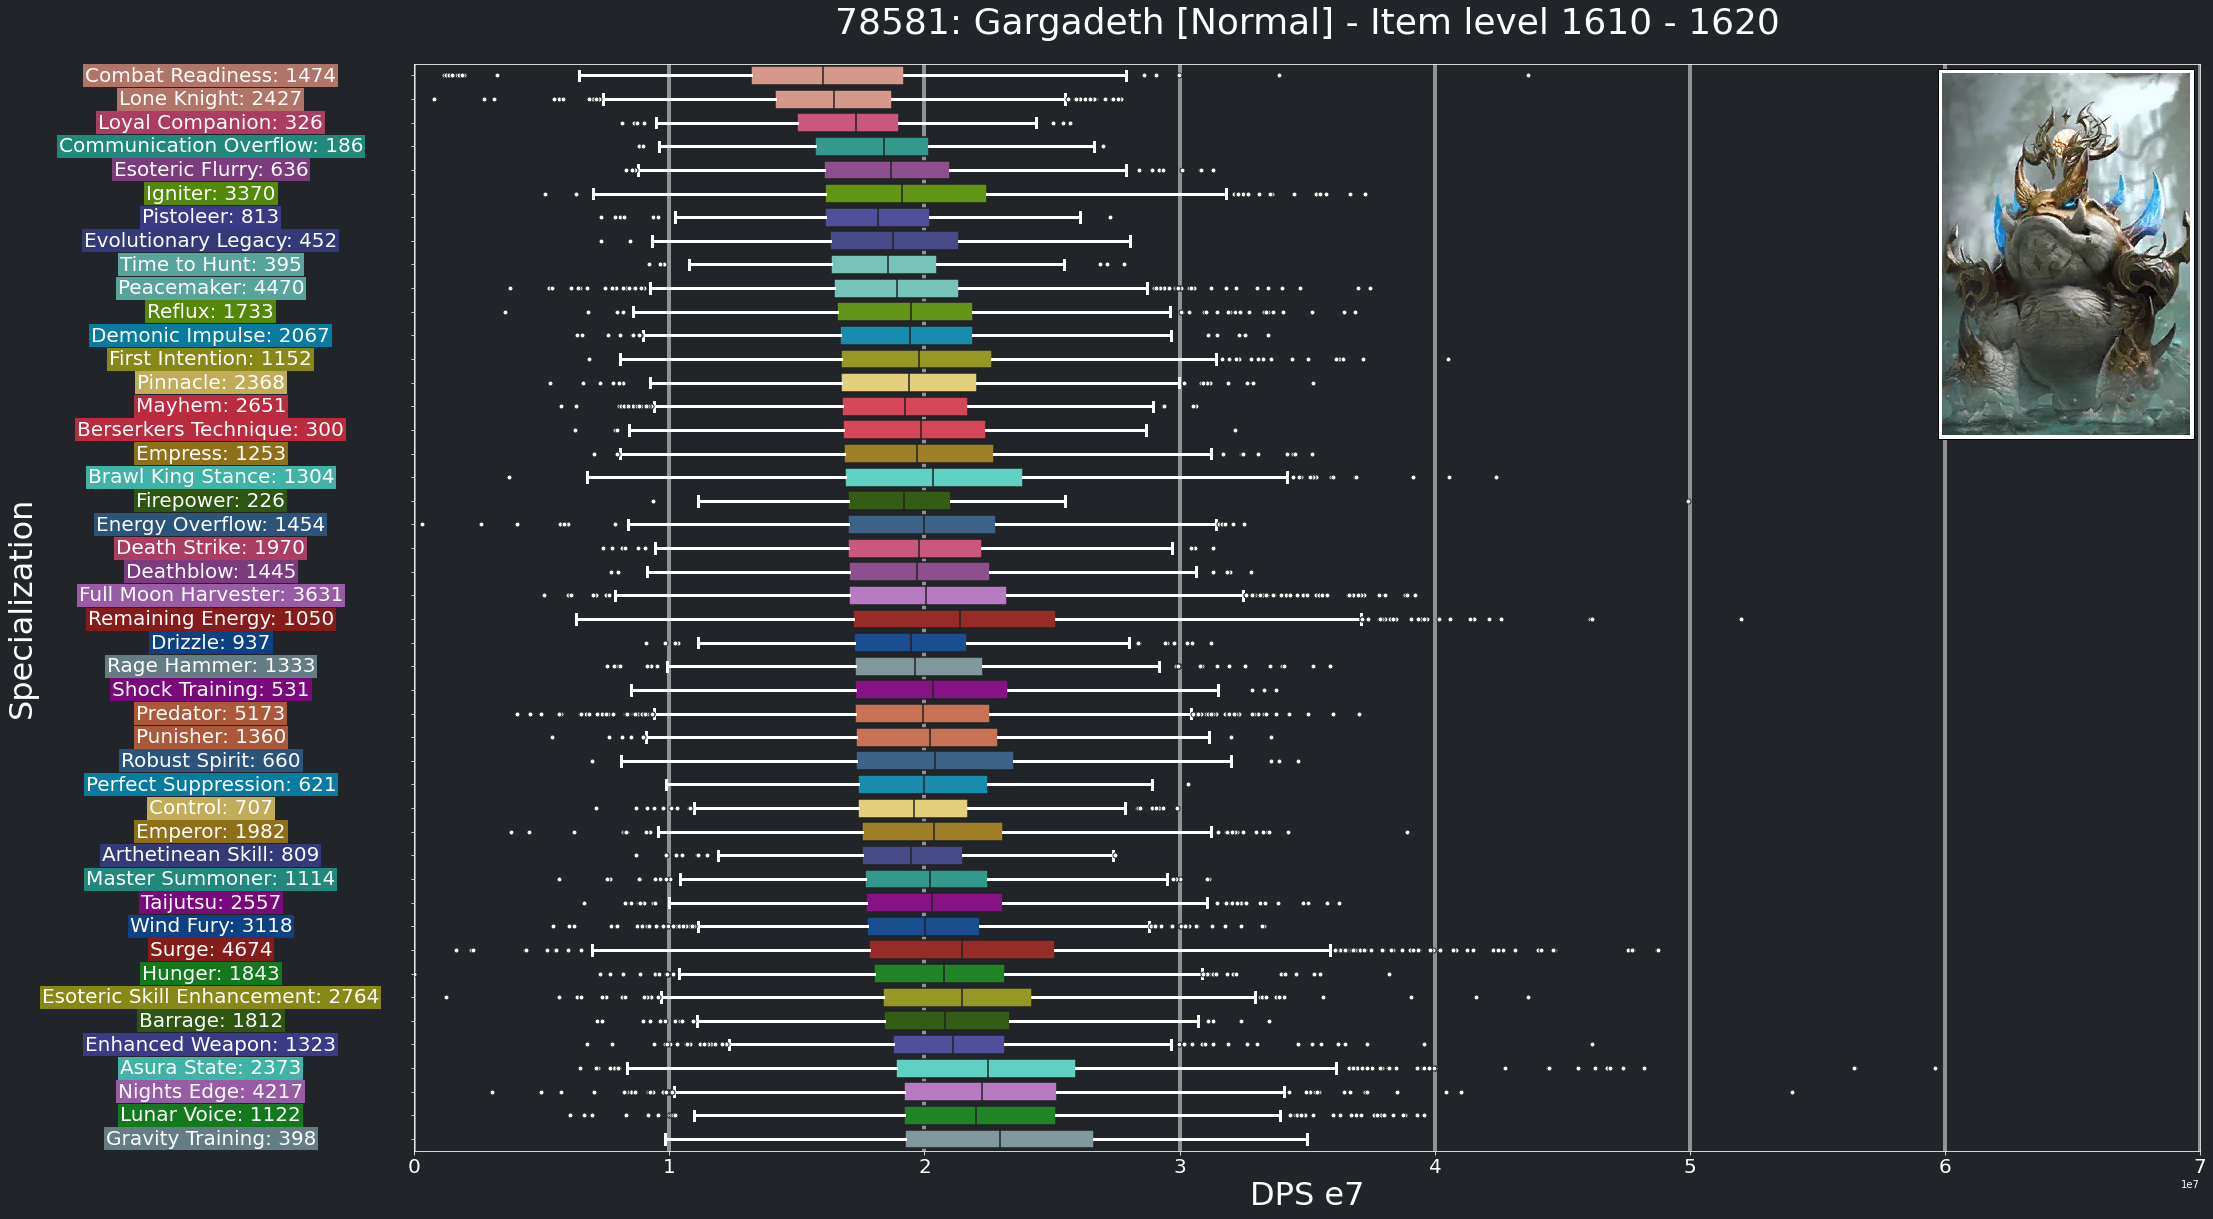 78581: Gargadeth [Normal] - Item level 1610 - 1620
Combat Readiness: 1474
Lone Knight: 2427
Loyal Companion: 326
Communication Overflow: 186
Esoteric Flurry: 636
Igniter: 3370
Pistoleer: 813
Evolutionary Legacy: 452
Time to Hunt: 395
Peacemaker: 4470
Reflux: 1733
Demonic Impulse: 2067
First Intention: 1152
Pinnacle: 2368
Mayhem: 2651
Berserkers Technique: 300
Empress: 1253
Brawl King Stance: 1304
Firepower: 226
Energy Overflow: 1454
Death Strike: 1970
Deathblow: 1445
Full Moon Harvester: 3631
Remaining Energy: 1050
Drizzle: 937
Rage Hammer: 1333
Shock Training: 531
Predator: 5173
Punisher: 1360
Robust Spirit: 660
Perfect Suppression: 621
Control: 707
Emperor: 1982
Arthetinean Skill: 809
Master Summoner: 1114
Taijutsu: 2557
Wind Fury: 3118
Surge: 4674
Hunger: 1843
Esoteric Skill Enhancement: 2764
Barrage: 1812
Enhanced Weapon: 1323
Asura State: 2373
Nights Edge: 4217
Lunar Voice: 1122
Gravity Training: 398
Specialization
0 1 2 3 4 5 6 7
1e7
DPS e7